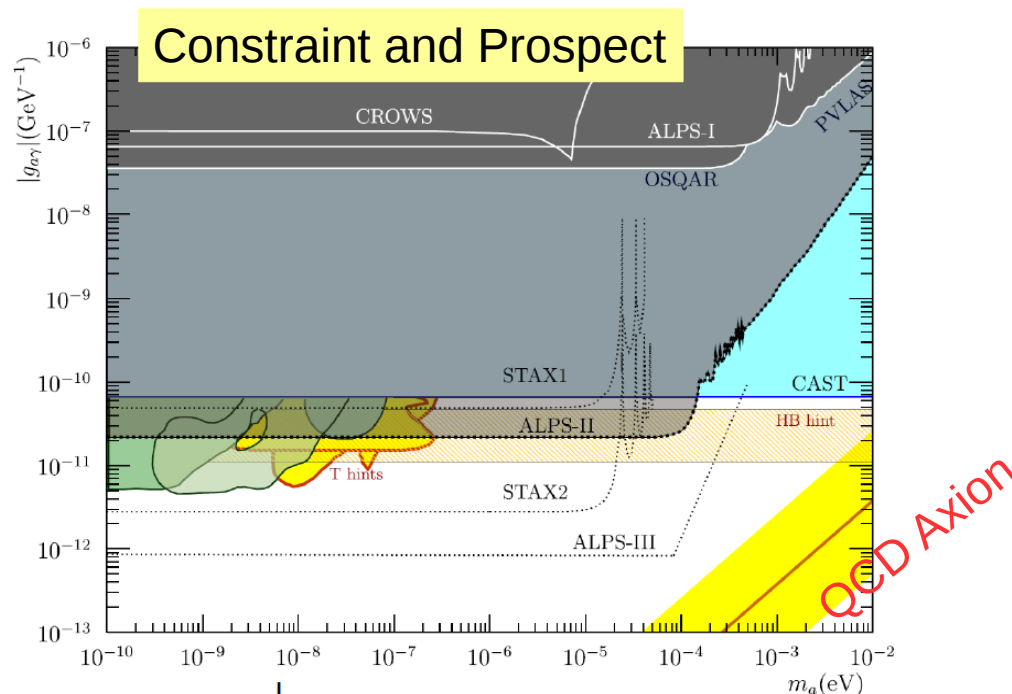 Constraint and Prospect
|g_{aγ}|(GeV^{-1})
10^{-6}
10^{-7}
10^{-8}
10^{-9}
10^{-10}
10^{-11}
10^{-12}
10^{-13}
CROWS
ALPS-I
PVLAS
OSQAR
STAX1
CAST
ALPS-II
HB hint
T hints
STAX2
ALPS-III
QCD Axion
10^{-10}
10^{-9}
10^{-8}
10^{-7}
10^{-6}
10^{-5}
10^{-4}
10^{-3}
10^{-2}
m_a(eV)